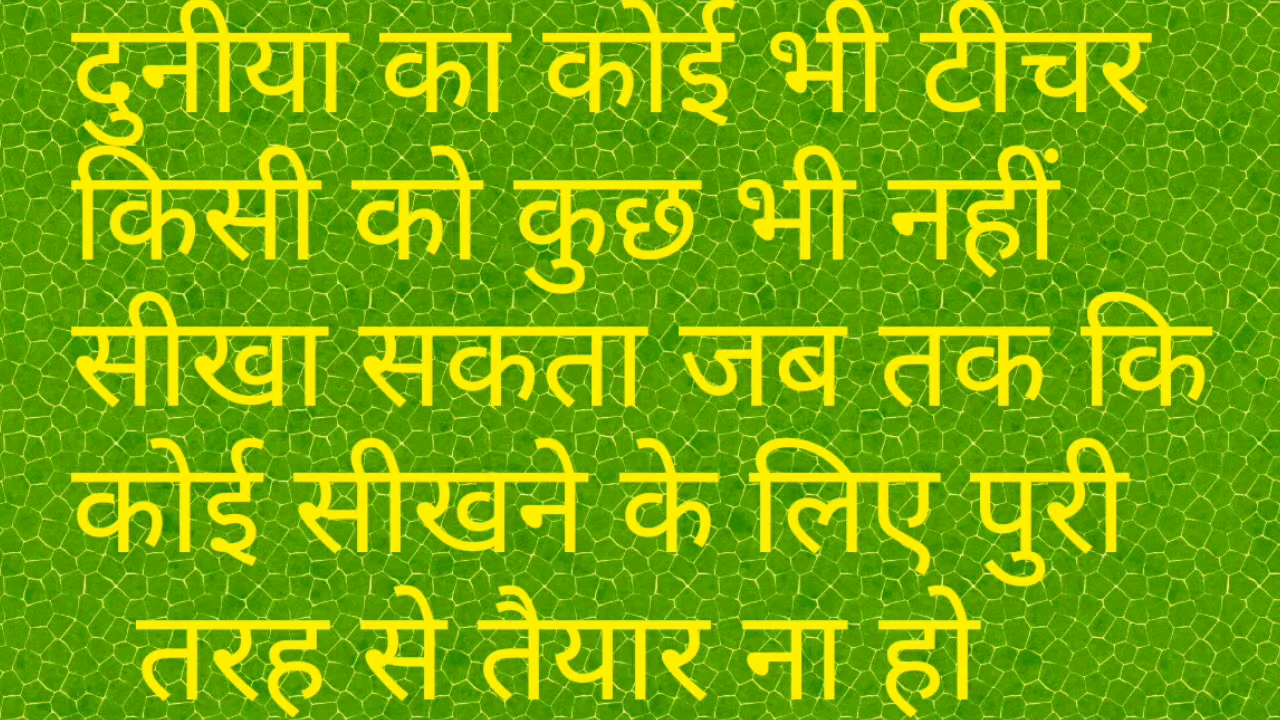 दुनीया का कोई भी टीचर
किसी को कुछ भी नहीं
सीखा सकता जब तक कि
कोई सीखने के लिए पुरी
तरह से तैयार ना हो